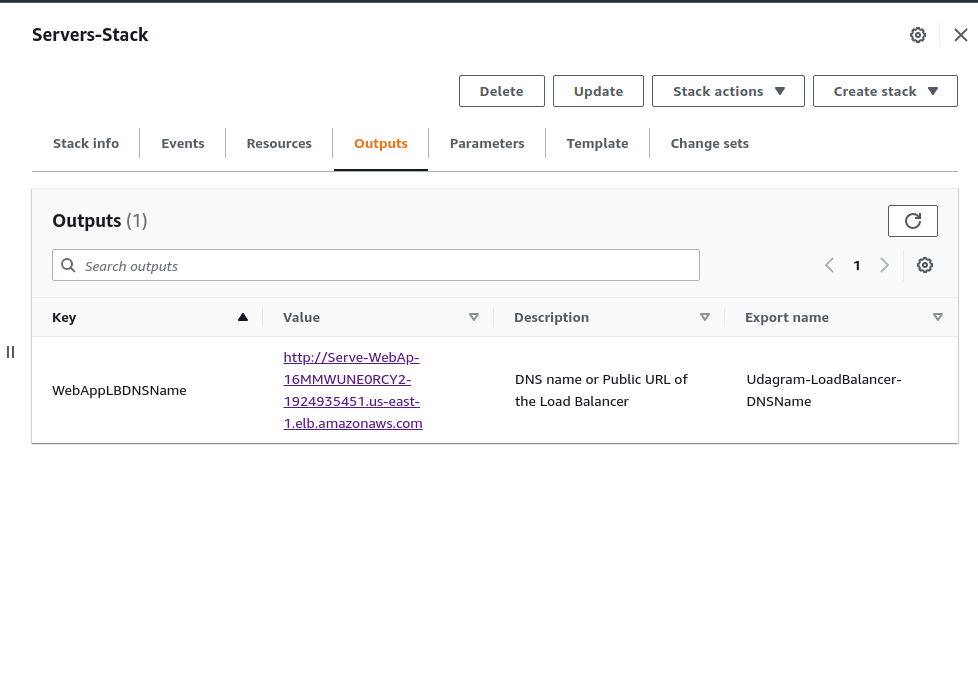 Servers-Stack
Delete Update Stack actions Create stack
Stack info Events Resources Outputs Parameters Template Change sets
Outputs (1)
Search outputs
1
Key Value Description Export name
WebAppLBDNSName
http://Serve-WebAp-
16MMWUNE0RCY2-
1924935451.us-east-
1.elb.amazonaws.com
DNS name or Public URL of
the Load Balancer
Udagram-LoadBalancer-
DNSName